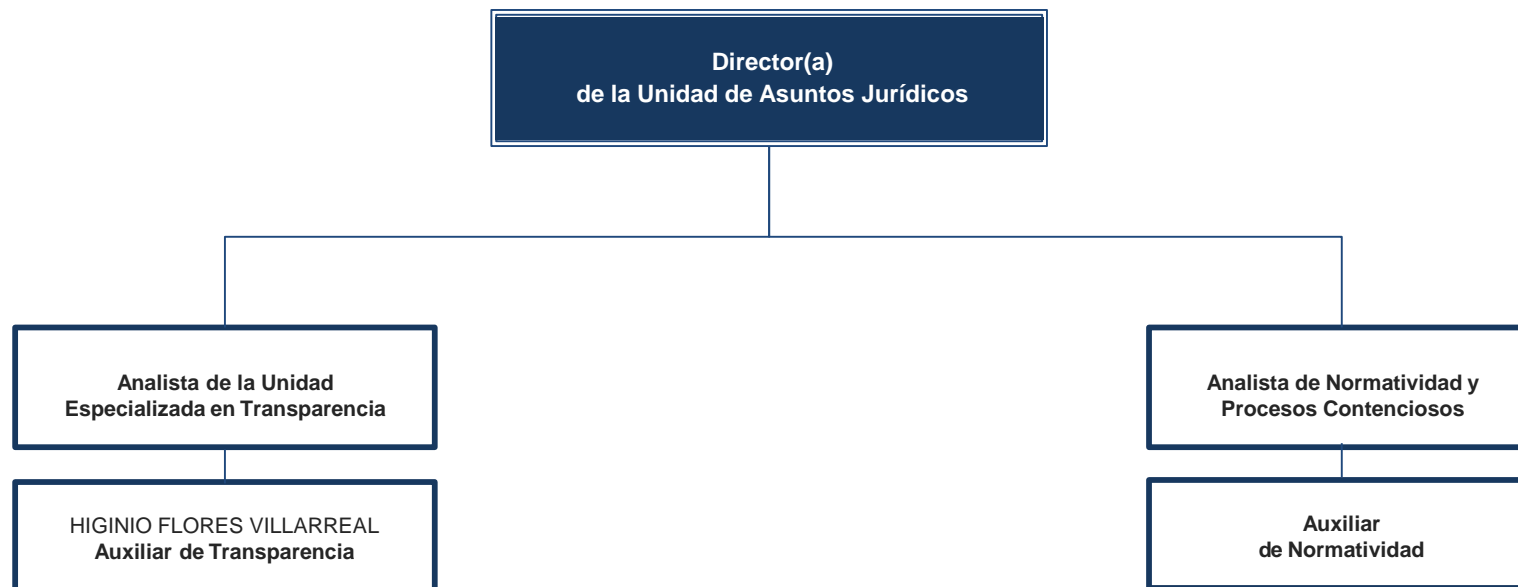 Director(a)
de la Unidad de Asuntos Jurídicos
Analista de la Unidad
Especializada en Transparencia
Analista de Normatividad y
Procesos Contenciosos
HIGINIO FLORES VILLARREAL
Auxiliar de Transparencia
Auxiliar
de Normatividad